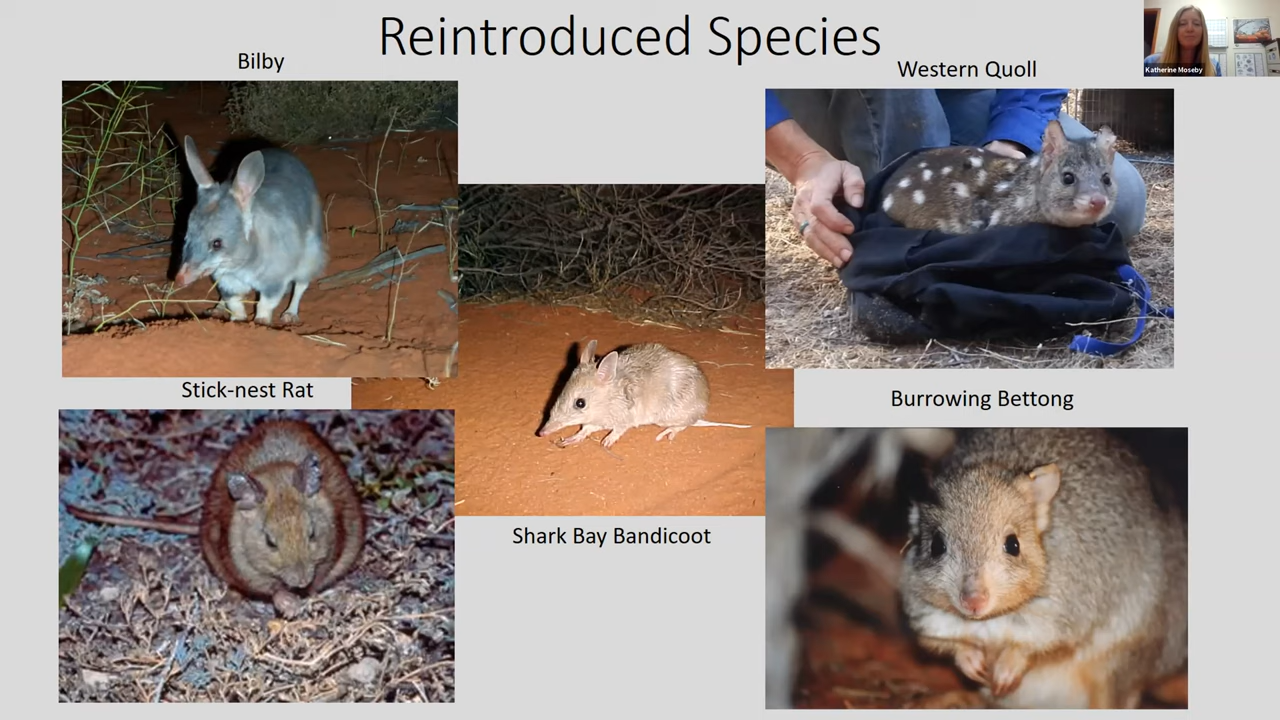 Reintroduced Species
Bilby
Western Quoll
Katherine Moseby
Stick-nest Rat
Burrowing Bettong
Shark Bay Bandicoot